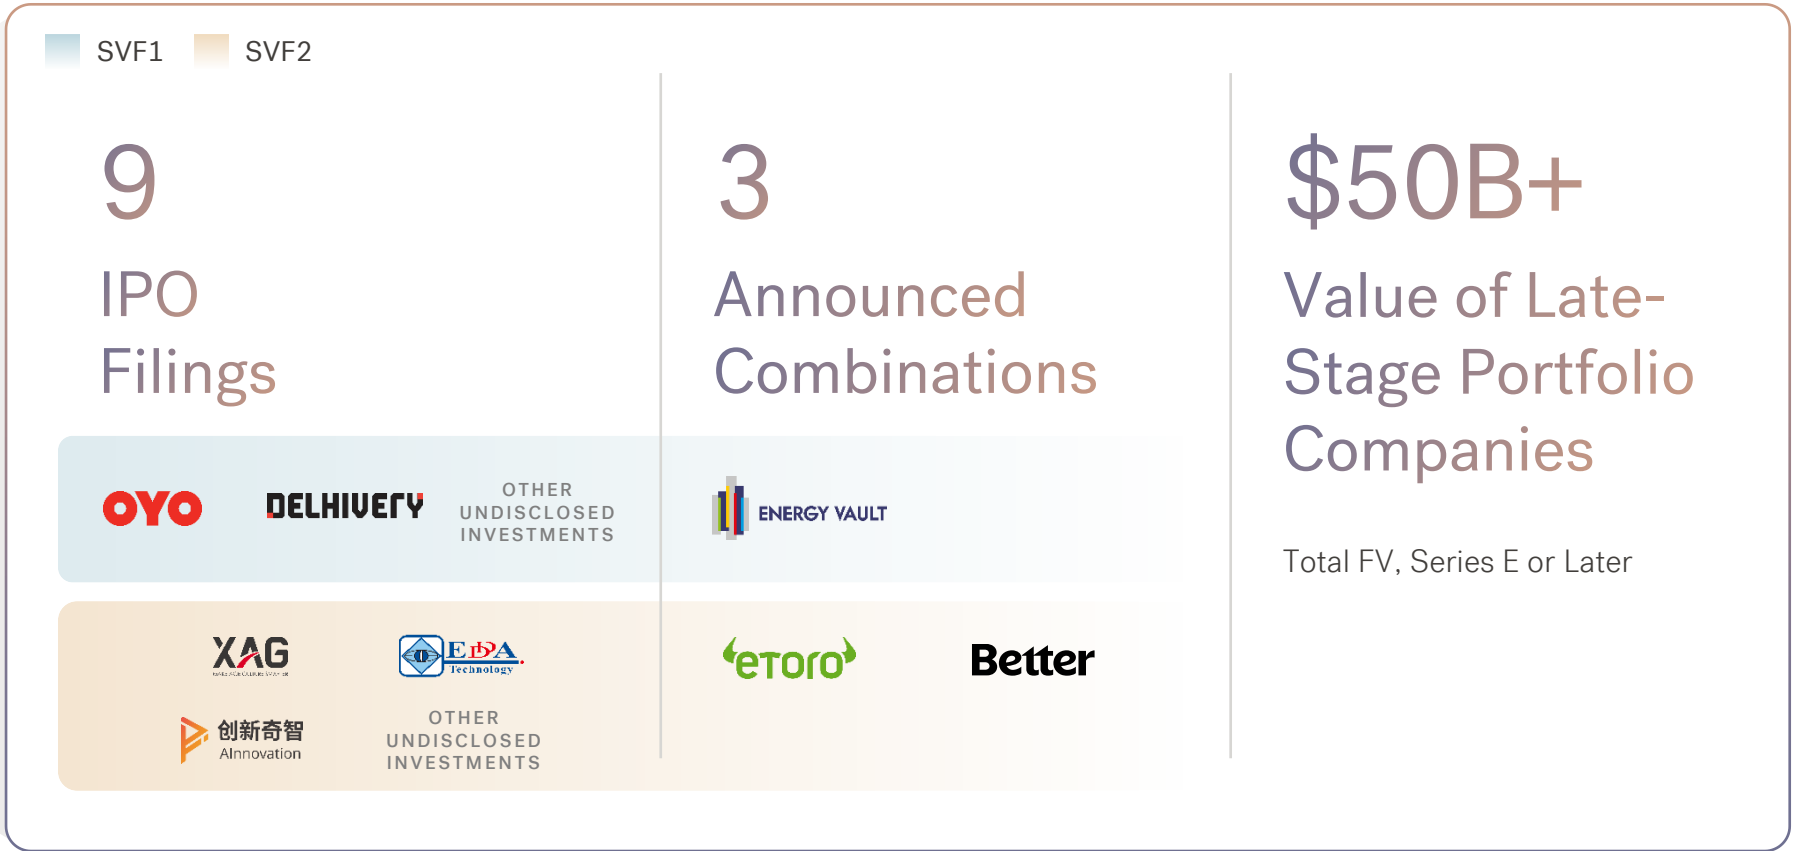 SVF1
SVF2
9
IPO
Filings
3
Announced
Combinations
$50B+
Value of Late-
Stage Portfolio
Companies
Total FV, Series E or Later
OYO
DELHIVERY
OTHER
UNDISCLOSED
INVESTMENTS
ENERGY VAULT
XAG
EDDA
Technology
创新奇智
AInnovation
OTHER
UNDISCLOSED
INVESTMENTS
eToro
Better